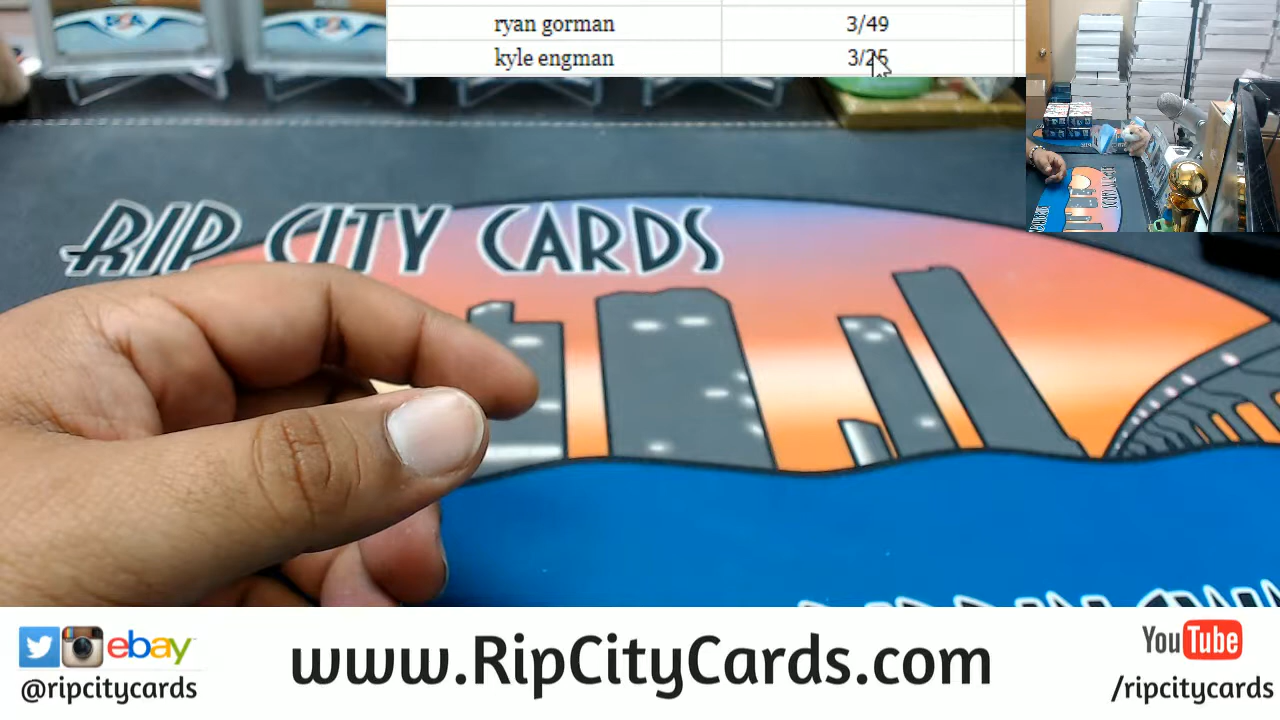 ryan gorman 3/49
kyle engman 3/25
RIP CITY CARDS
ebay
@ripcitycards
www.RipCityCards.com
YouTube
/ripcitycards